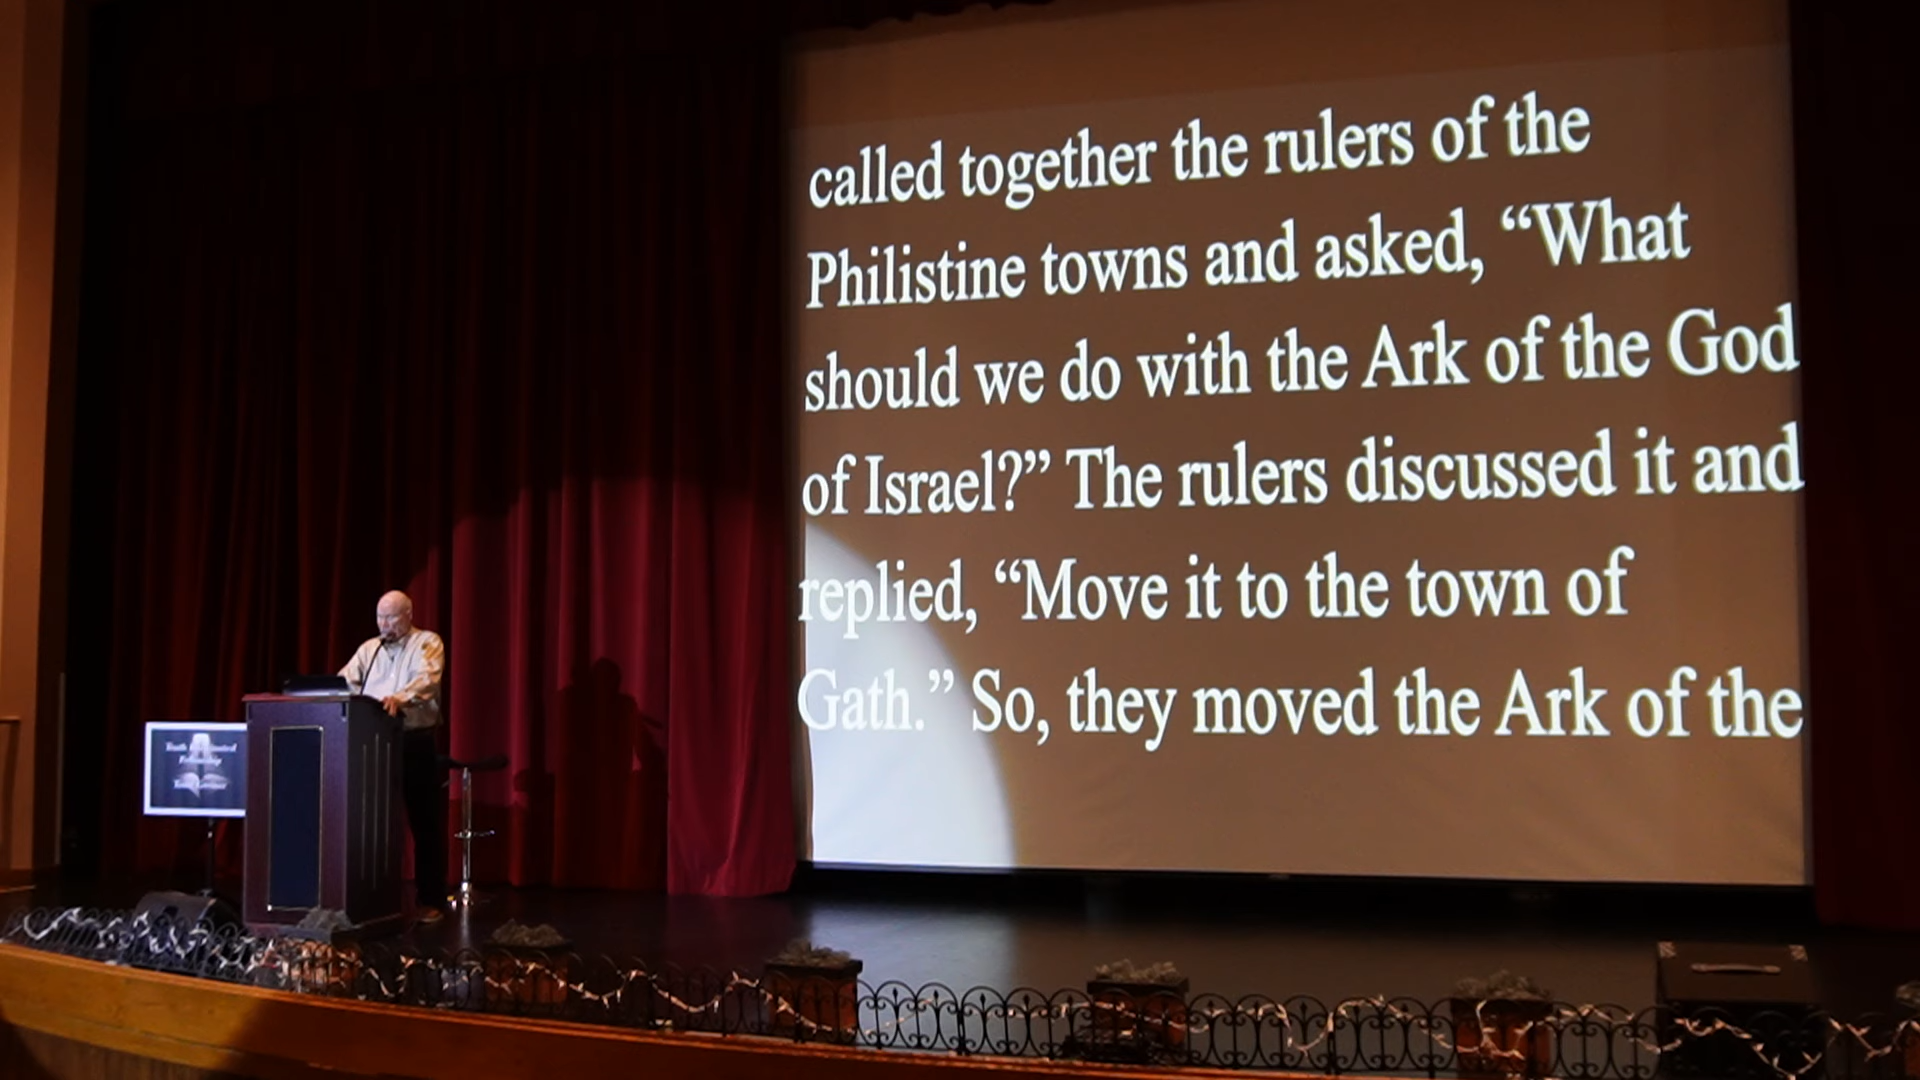 called together the rulers of the
Philistine towns and asked, “What
should we do with the Ark of the God
of Israel?” The rulers discussed it and
replied, “Move it to the town of
Gath.” So, they moved the Ark of the
Truth
Fellowship